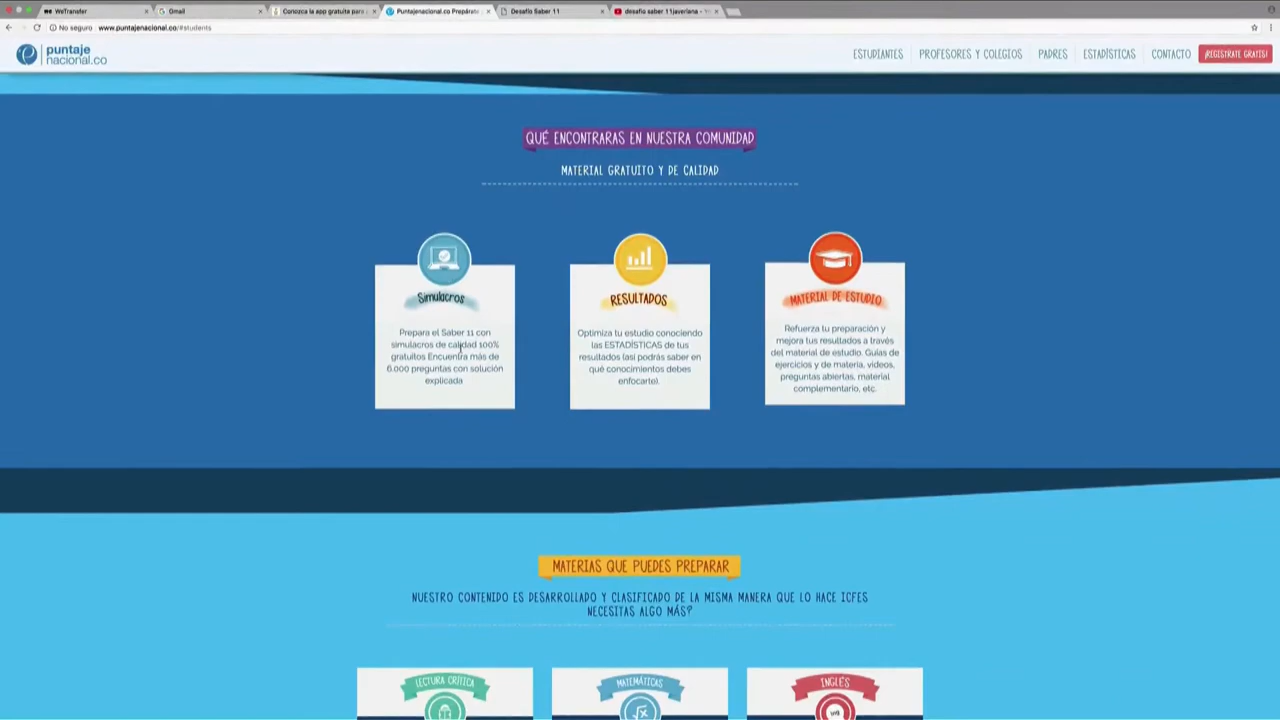 WeTransfer
Gmail
Conozca la app gratuita para
Puntajenacional.co Prepárate
Desafío Saber 11
desafio saber 11javeriana - Yo
No seguro
www.puntajenacional.co/#students
puntaje
nacional.co
ESTUDIANTES
PROFESORES Y COLEGIOS
PADRES
ESTADÍSTICAS
CONTACTO
¡REGÍSTRATE GRATIS!
QUÉ ENCONTRARAS EN NUESTRA COMUNIDAD
MATERIAL GRATUITO Y DE CALIDAD
Simulacros
Prepara el Saber 11 con
simulacros de calidad 100%
gratuitos Encuentra más de
6.000 preguntas con solución
explicada
RESULTADOS
Optimiza tu estudio conociendo
las ESTADÍSTICAS de tus
resultados (así podrás saber en
qué conocimientos debes
enfocarte).
MATERIAL DE ESTUDIO
Refuerza tu preparación y
mejora tus resultados a través
del material de estudio. Guías de
ejercicios y de materia, videos,
preguntas abiertas, material
complementario, etc.
MATERIAS QUE PUEDES PREPARAR
NUESTRO CONTENIDO ES DESARROLLADO Y CLASIFICADO DE LA MISMA MANERA QUE LO HACE ICFES
NECESITAS ALGO MÁS?
LECTURA CRÍTICA
MATEMÁTICAS
INGLÉS